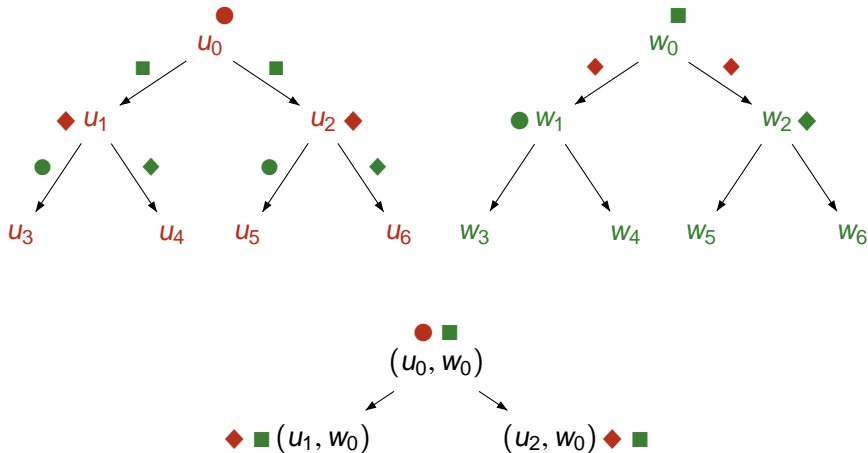 u₀ w₀
u₁ u₂ w₁ w₂
u₃ u₄ u₅ u₆ w₃ w₄ w₅ w₆
(u₀, w₀)
(u₁, w₀) (u₂, w₀)